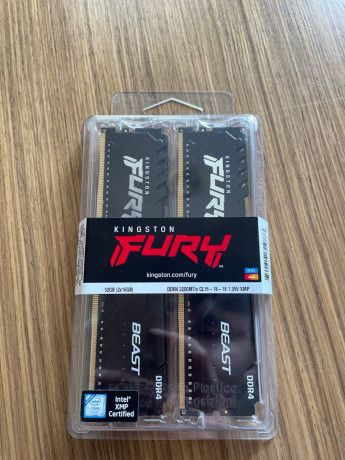 KINGSTON
FURY
KINGSTON
FURY
KINGSTON
FURY
kingston.com/fury
32GB (2x16GB)
DDR4 3200MT/s CL16-18-18 1.35V XMP
BEAST
DDR4
BEAST
DDR4
Intel®
XMP
Certified
Plastica